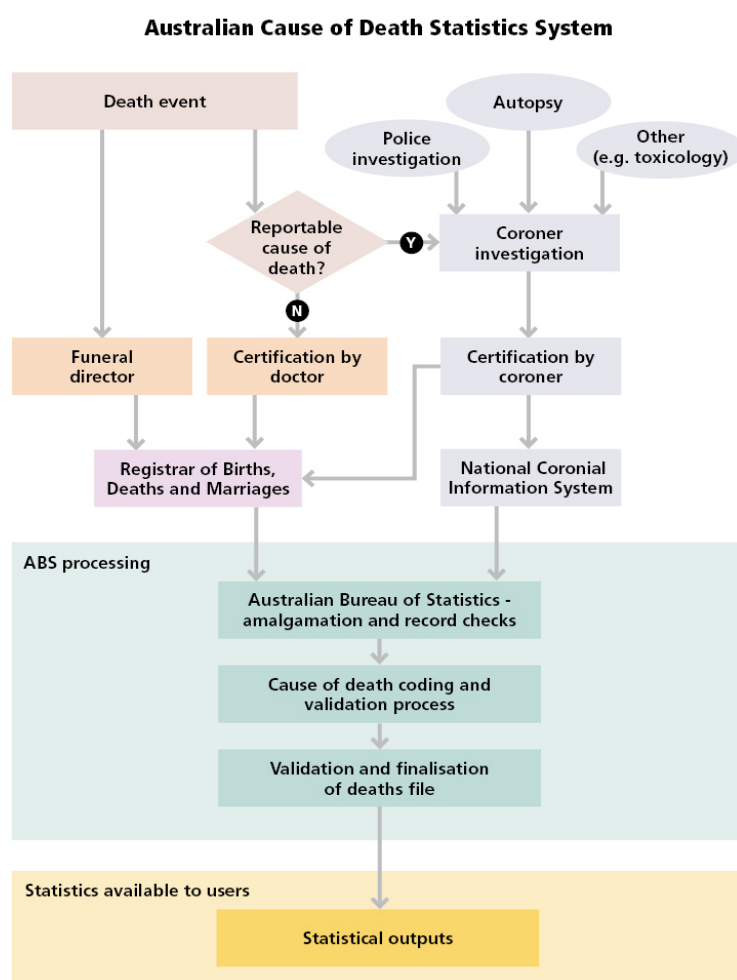 Australian Cause of Death Statistics System
Death event
Autopsy
Police
investigation
Other
(e.g. toxicology)
Reportable
cause of
death?
Y
Coroner
investigation
N
Funeral
director
Certification by
doctor
Certification by
coroner
Registrar of Births,
Deaths and Marriages
National Coronial
Information System
ABS processing
Australian Bureau of Statistics -
amalgamation and record checks
Cause of death coding and
validation process
Validation and finalisation
of deaths file
Statistics available to users
Statistical outputs